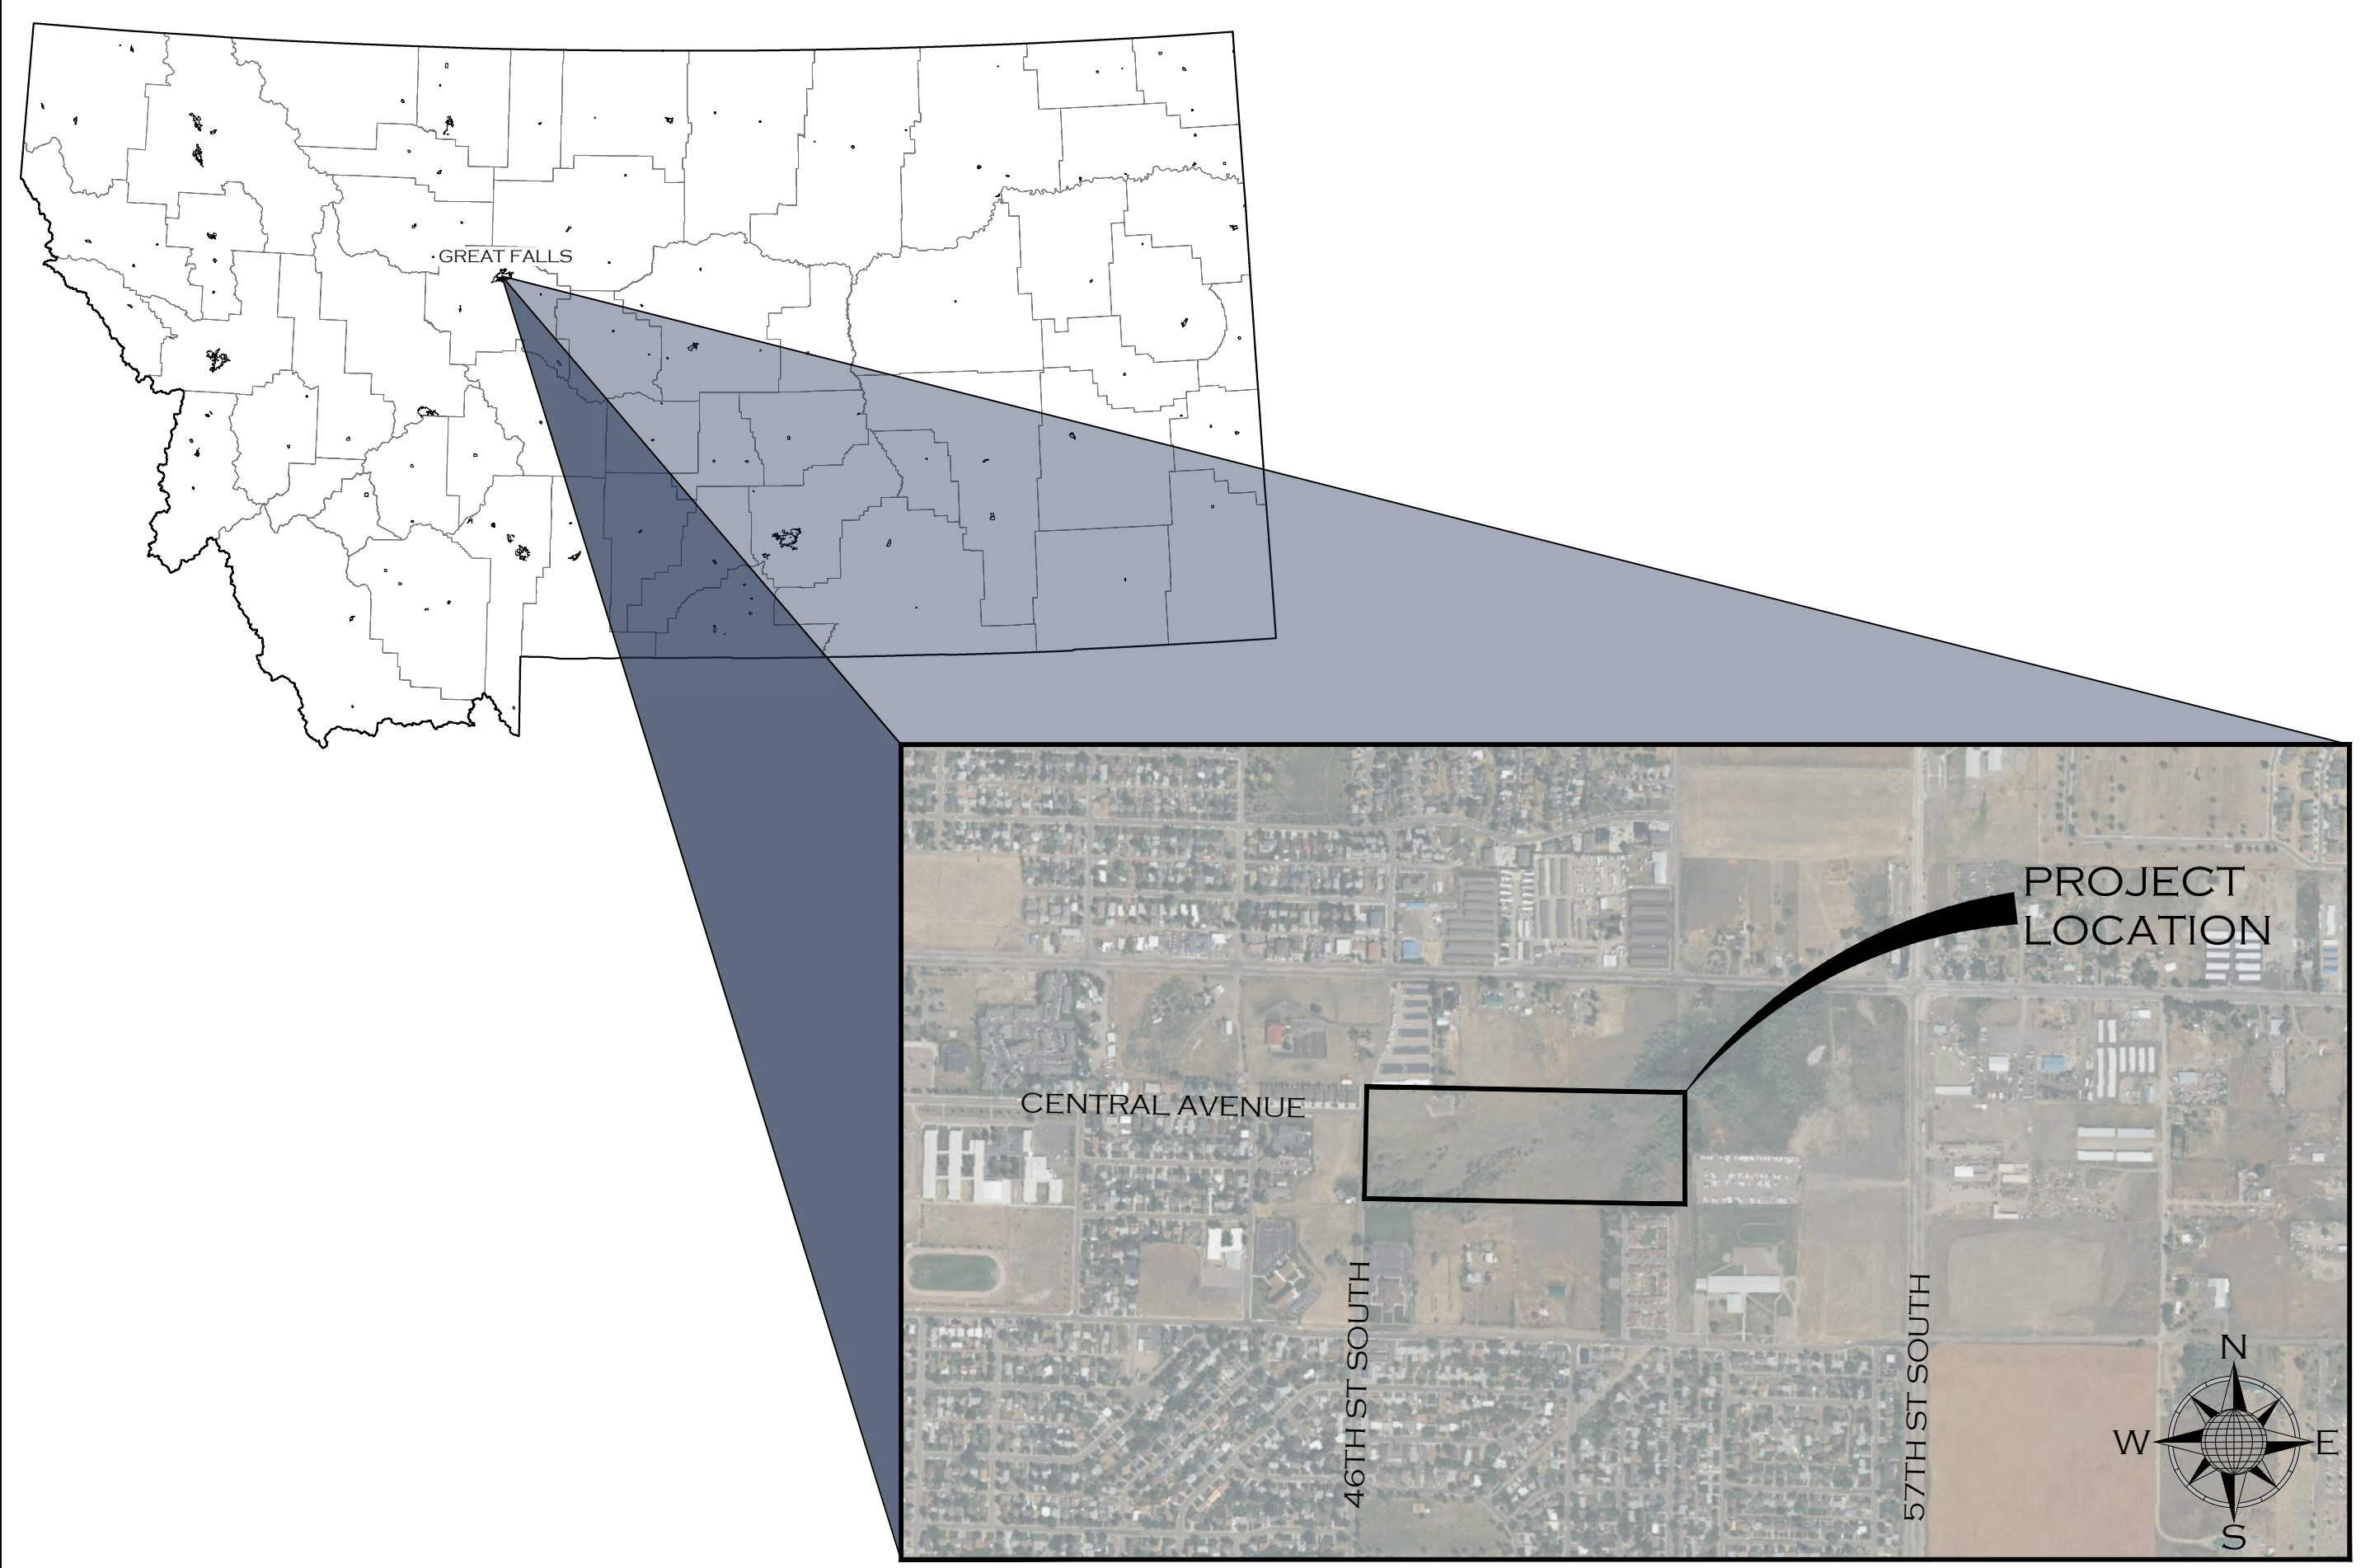 GREAT FALLS
PROJECT
LOCATION
CENTRAL AVENUE
46TH ST SOUTH
57TH ST SOUTH
N
W
E
S